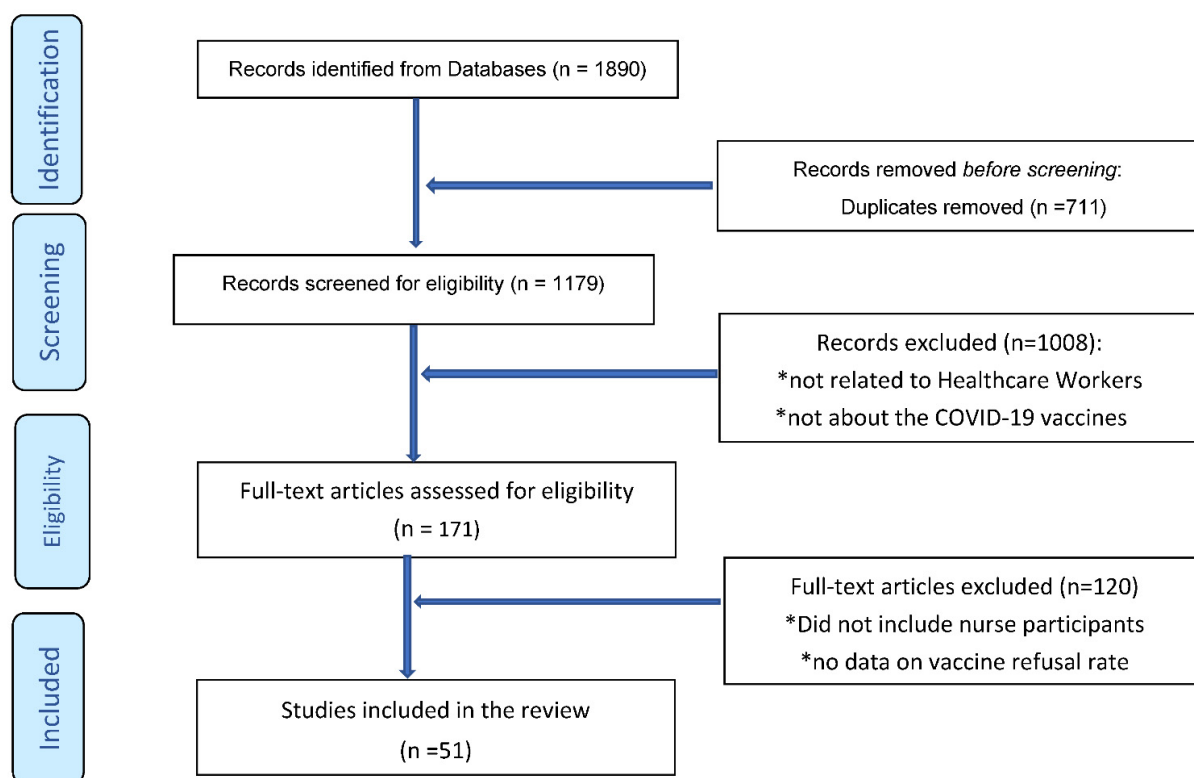 Identification
Records identified from Databases (n = 1890)
Records removed before screening:
Duplicates removed (n =711)
Screening
Records screened for eligibility (n = 1179)
Records excluded (n=1008):
*not related to Healthcare Workers
*not about the COVID-19 vaccines
Eligibility
Full-text articles assessed for eligibility
(n = 171)
Full-text articles excluded (n=120)
*Did not include nurse participants
*no data on vaccine refusal rate
Included
Studies included in the review
(n =51)